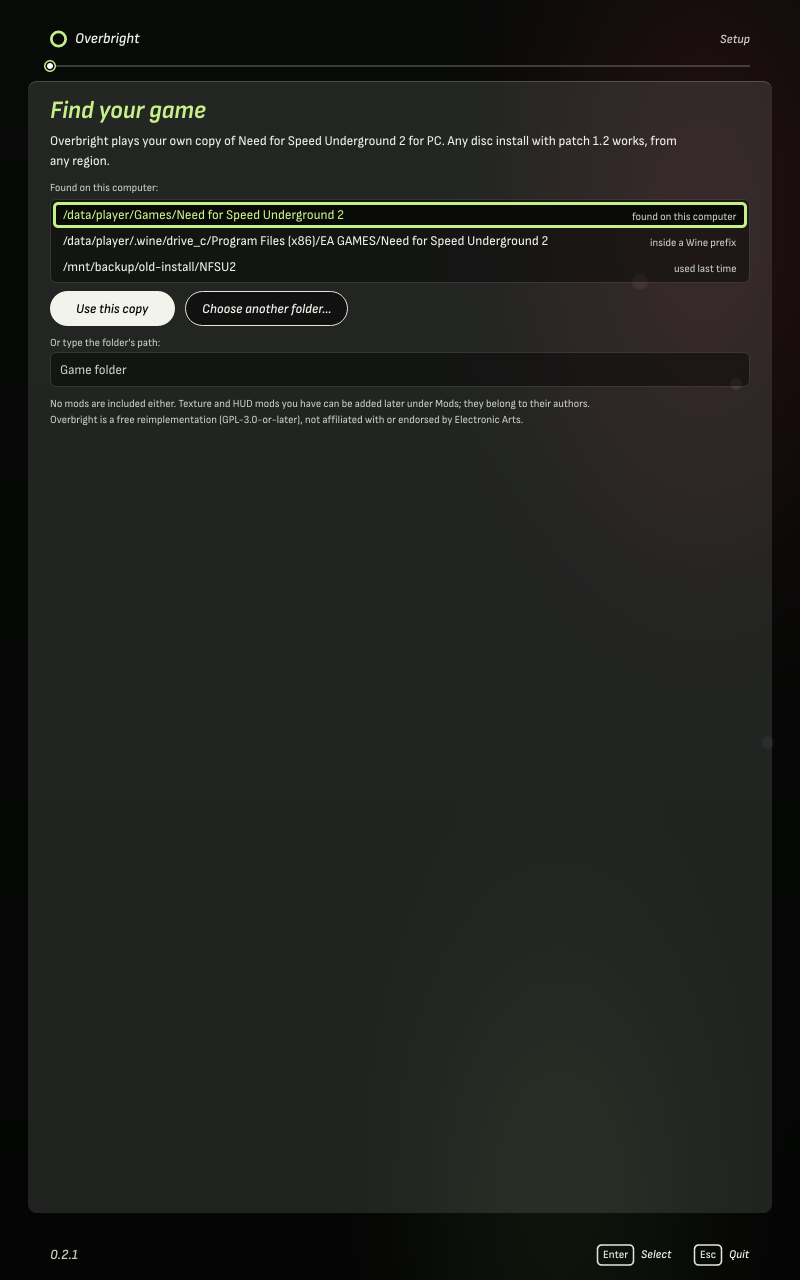 Overbright
Setup
Find your game
Overbright plays your own copy of Need for Speed Underground 2 for PC. Any disc install with patch 1.2 works, from
any region.
Found on this computer:
/data/player/Games/Need for Speed Underground 2 found on this computer
/data/player/.wine/drive_c/Program Files (x86)/EA GAMES/Need for Speed Underground 2 inside a Wine prefix
/mnt/backup/old-install/NFSU2 used last time
Use this copy Choose another folder...
Or type the folder's path:
Game folder
No mods are included either. Texture and HUD mods you have can be added later under Mods; they belong to their authors.
Overbright is a free reimplementation (GPL-3.0-or-later), not affiliated with or endorsed by Electronic Arts.
0.2.1 Enter Select Esc Quit